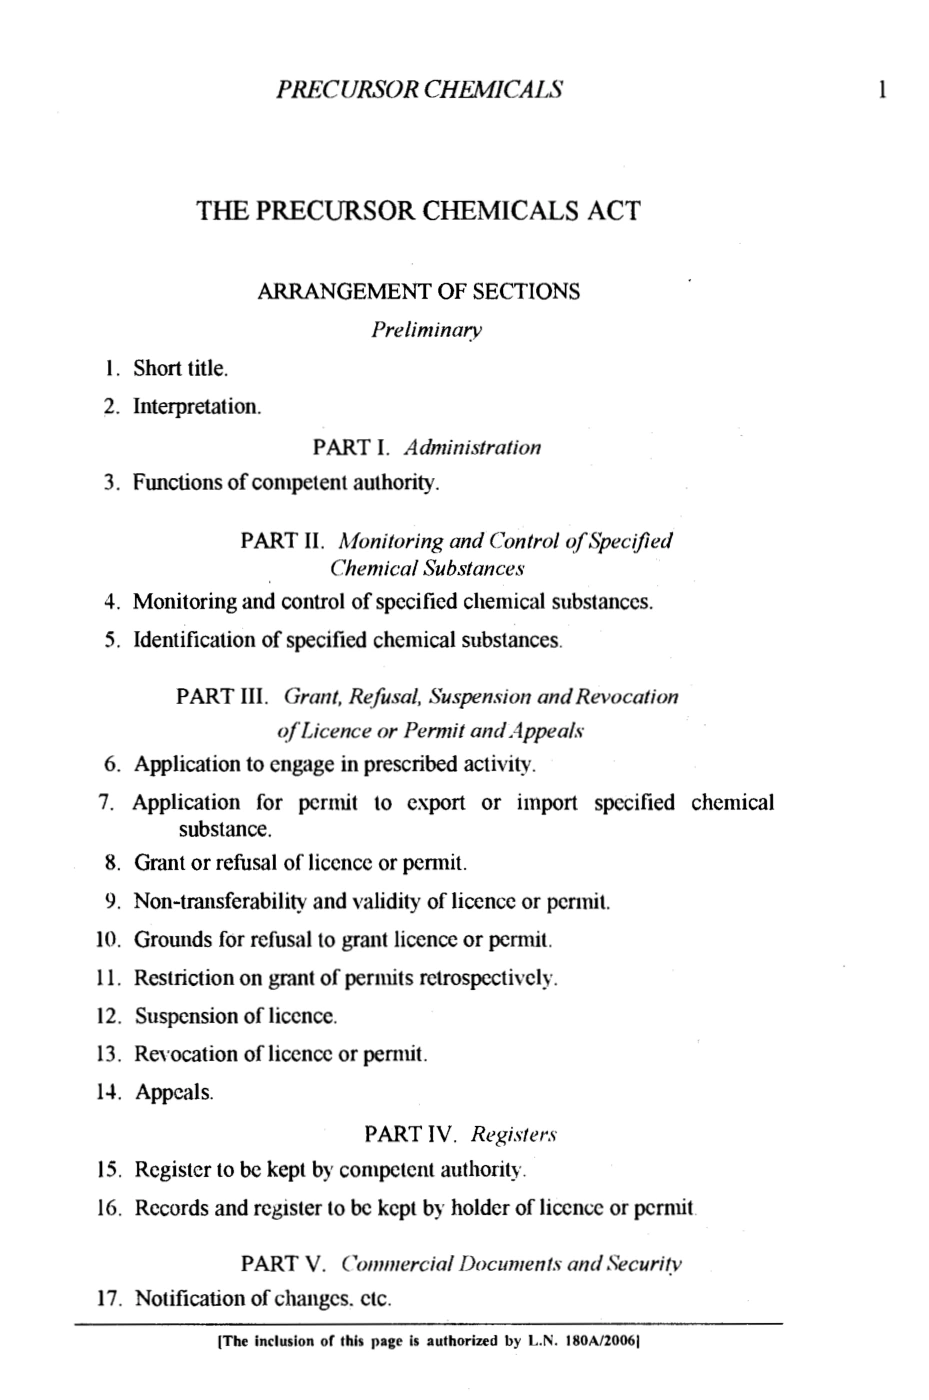 PRECURSOR CHEMICALS 1
THE PRECURSOR CHEMICALS ACT
ARRANGEMENT OF SECTIONS
Preliminary
1. Short title.
2. Interpretation.
PART I. Administration
3. Functions of competent authority.
PART II. Monitoring and Control of Specified
Chemical Substances
4. Monitoring and control of specified chemical substances.
5. Identification of specified chemical substances.
PART III. Grant, Refusal, Suspension and Revocation
of Licence or Permit and Appeals
6. Application to engage in prescribed activity.
7. Application for permit to export or import specified chemical
substance.
8. Grant or refusal of licence or permit.
9. Non-transferability and validity of licence or permit.
10. Grounds for refusal to grant licence or permit.
11. Restriction on grant of permits retrospectively.
12. Suspension of licence.
13. Revocation of licence or permit.
14. Appeals.
PART IV. Registers
15. Register to be kept by competent authority.
16. Records and register to be kept by holder of licence or permit.
PART V. Commercial Documents and Security
17. Notification of changes. etc.
[The inclusion of this page is authorized by L.N. 180A/2006]